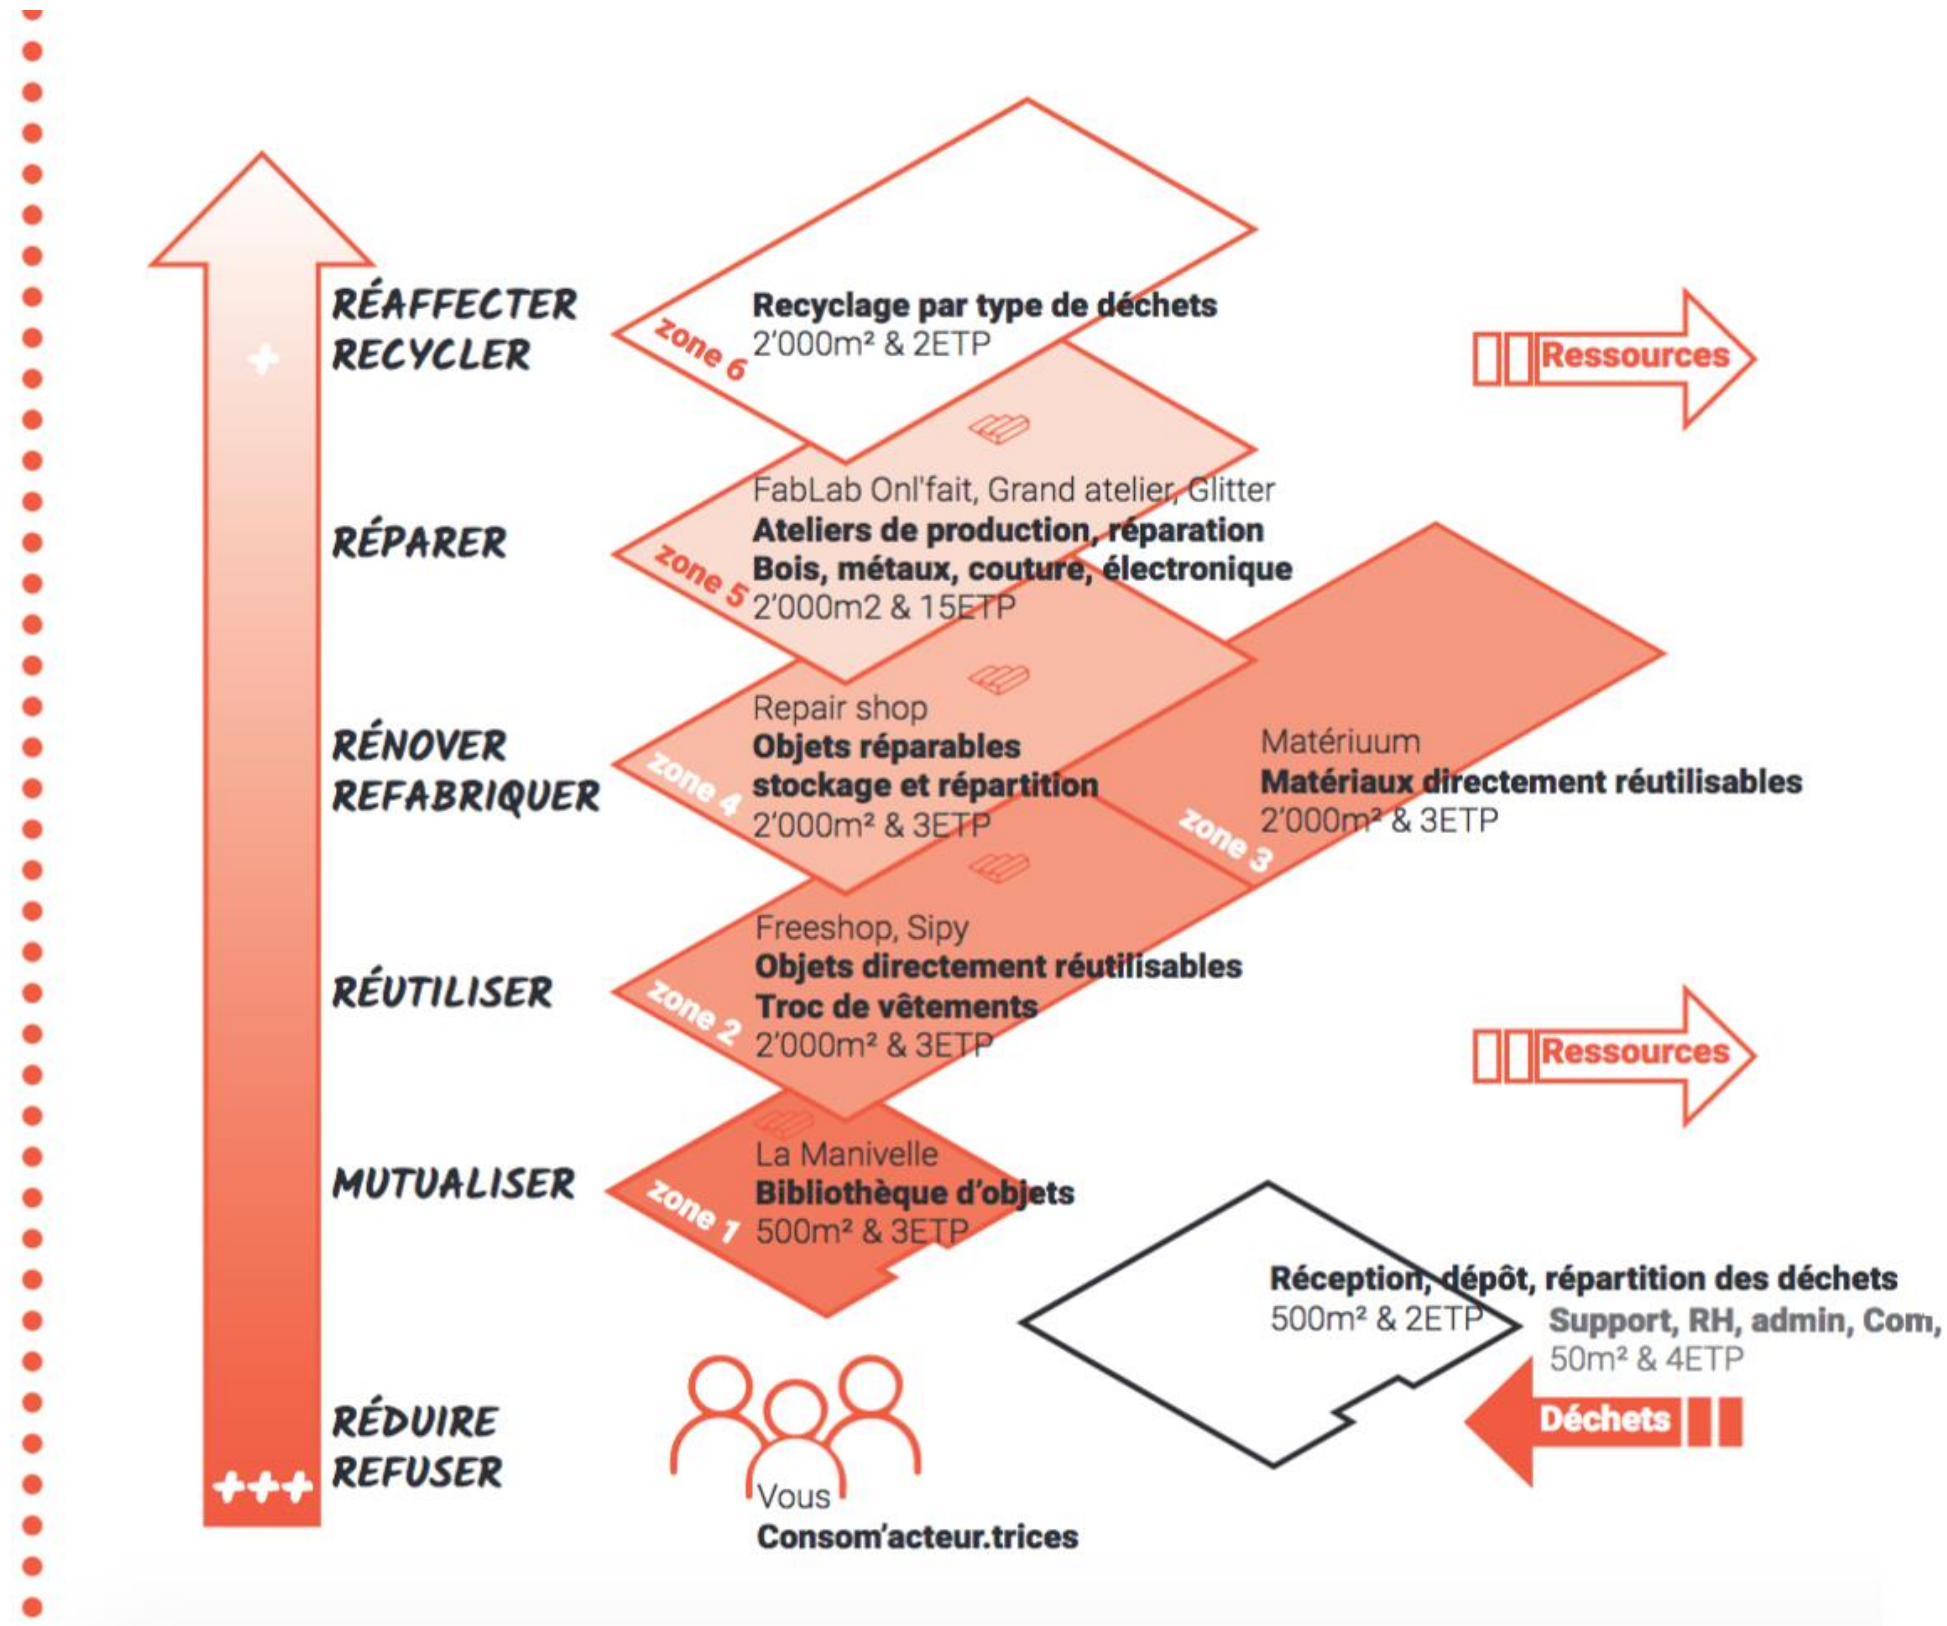 RÉAFFECTER
RECYCLER
+
zone 6
Recyclage par type de déchets
2'000m² & 2ETP
Ressources
RÉPARER
zone 5
FabLab Onl'fait, Grand atelier, Glitter
Ateliers de production, réparation
Bois, métaux, couture, électronique
2'000m2 & 15ETP
RÉNOVER
REFABRIQUER
zone 4
Repair shop
Objets réparables
stockage et répartition
2'000m² & 3ETP
zone 3
Matériuum
Matériaux directement réutilisables
2'000m² & 3ETP
RÉUTILISER
zone 2
Freeshop, Sipy
Objets directement réutilisables
Troc de vêtements
2'000m² & 3ETP
Ressources
MUTUALISER
zone 1
La Manivelle
Bibliothèque d'objets
500m² & 3ETP
Réception, dépôt, répartition des déchets
500m² & 2ETP
Support, RH, admin, Com,
50m² & 4ETP
Déchets
RÉDUIRE
REFUSER
+++
Vous
Consom'acteur.trices